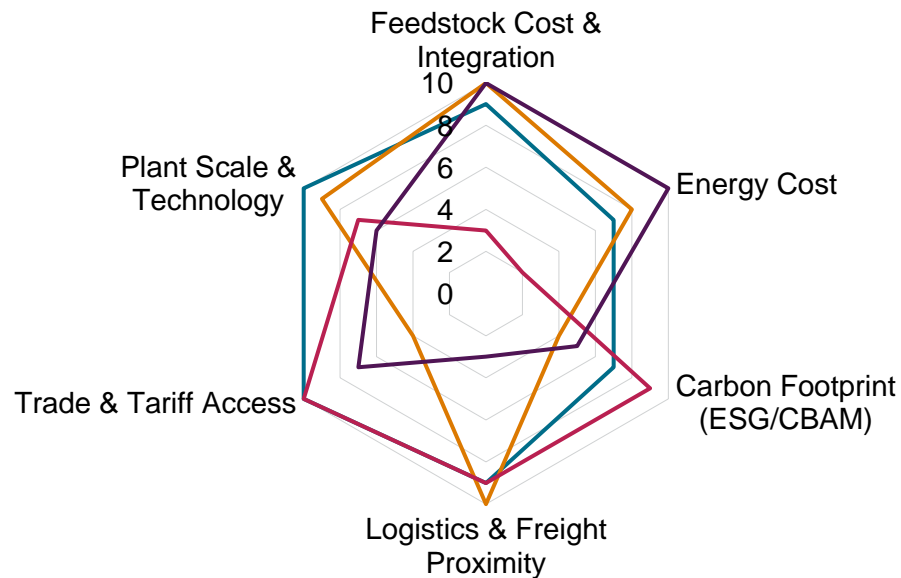 Feedstock Cost &
Integration
10
8
Plant Scale &
Technology
6
Energy Cost
4
2
0
Trade & Tariff Access
Carbon Footprint
(ESG/CBAM)
Logistics & Freight
Proximity